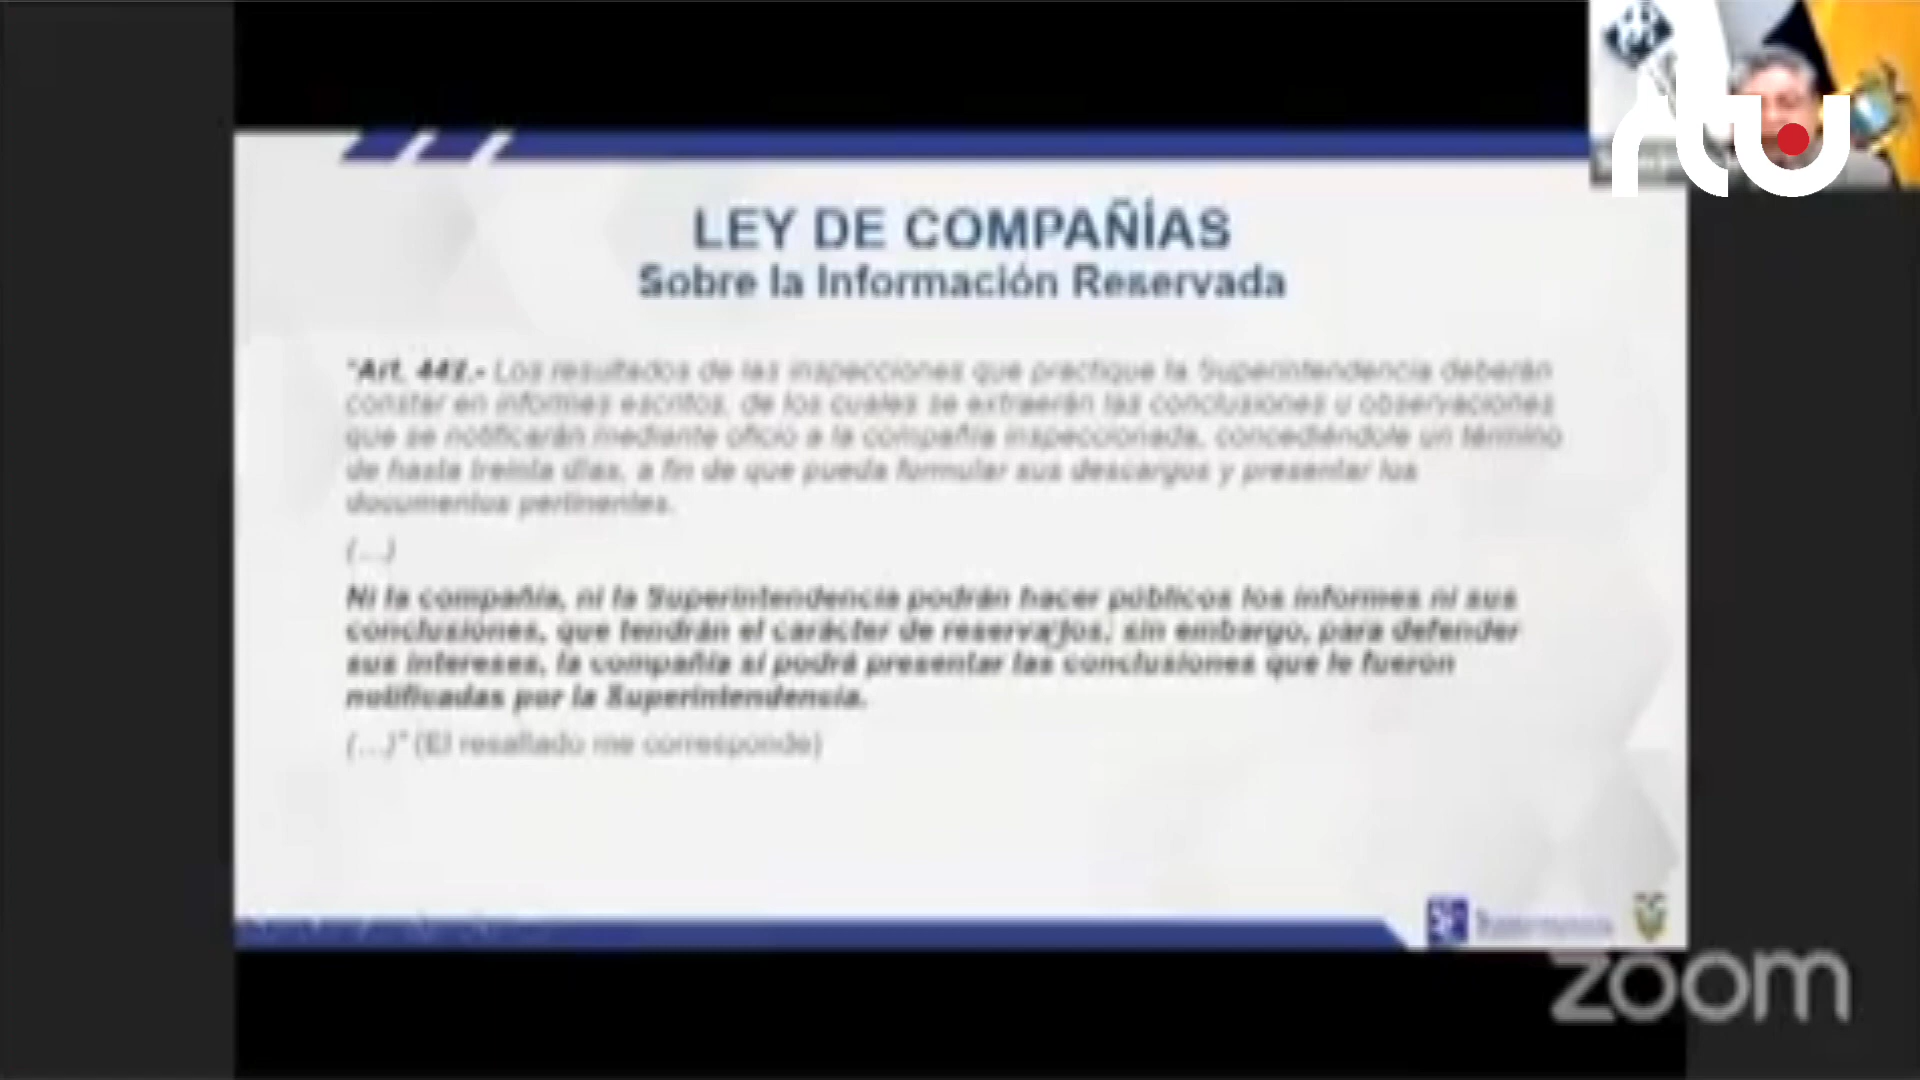 rtu
LEY DE COMPAÑÍAS
Sobre la Información Reservada
"Art. 442.- Los resultados de las inspecciones que practique la Superintendencia deberán
constar en informes escritos, de los cuales se extraerán las conclusiones u observaciones
que se notificarán mediante oficio a la compañía inspeccionada, concediéndole un término
de hasta treinta días, a fin de que pueda formular sus descargos y presentar los
documentos pertinentes.
(...)
Ni la compañía, ni la Superintendencia podrán hacer públicos los informes ni sus
conclusiones, que tendrán el carácter de reservados; sin embargo, para defender
sus intereses, la compañía sí podrá presentar las conclusiones que le fueron
notificadas por la Superintendencia.
(...)" (El resaltado me corresponde)
zoom